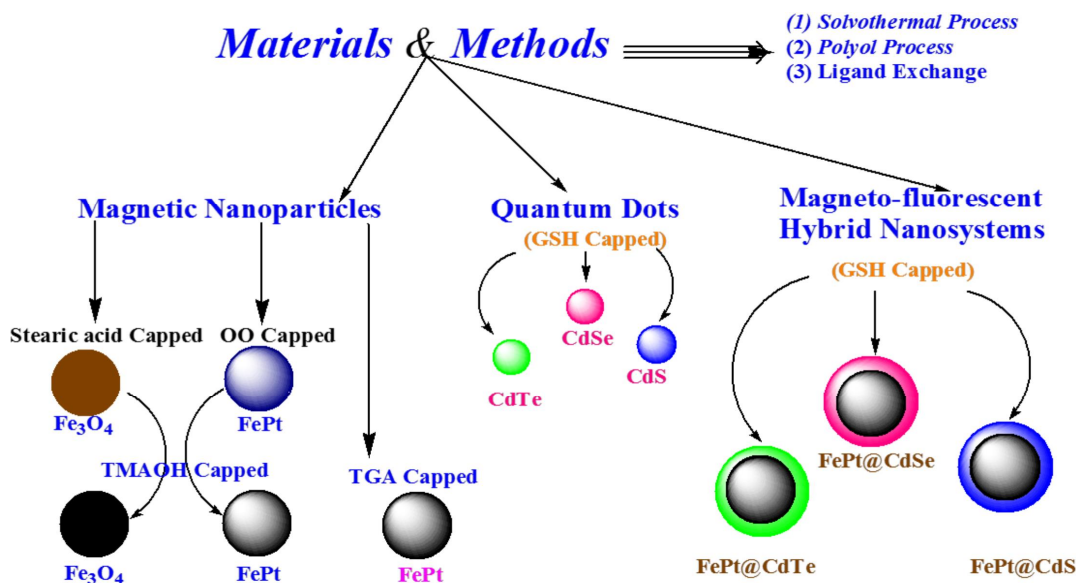 Materials & Methods
(1) Solvothermal Process
(2) Polyol Process
(3) Ligand Exchange
Magnetic Nanoparticles
Stearic acid Capped
OO Capped
Fe₃O₄
FePt
TMAOH Capped
Fe₃O₄
FePt
TGA Capped
FePt
Quantum Dots
(GSH Capped)
CdTe
CdSe
CdS
Magneto-fluorescent
Hybrid Nanosystems
(GSH Capped)
FePt@CdTe
FePt@CdSe
FePt@CdS